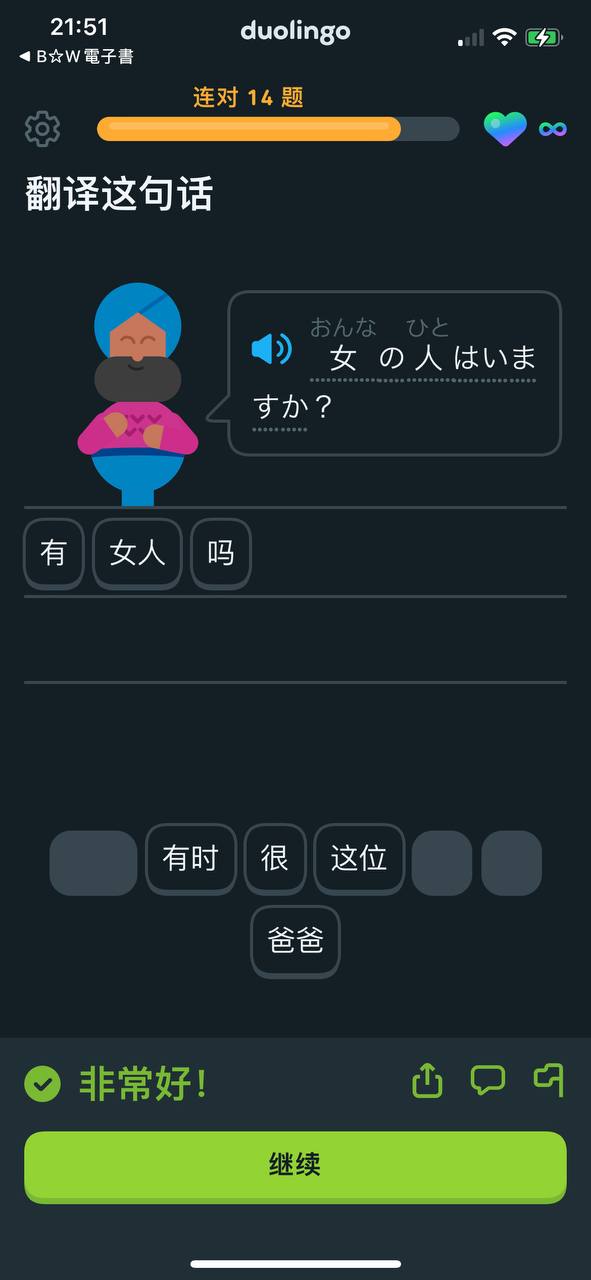 21:51
◀ B☆W電子書
duolingo
连对 14 题
翻译这句话
おんな ひと
女の人はいま
すか？
有 女人 吗
有时 很 这位
爸爸
非常好！
继续